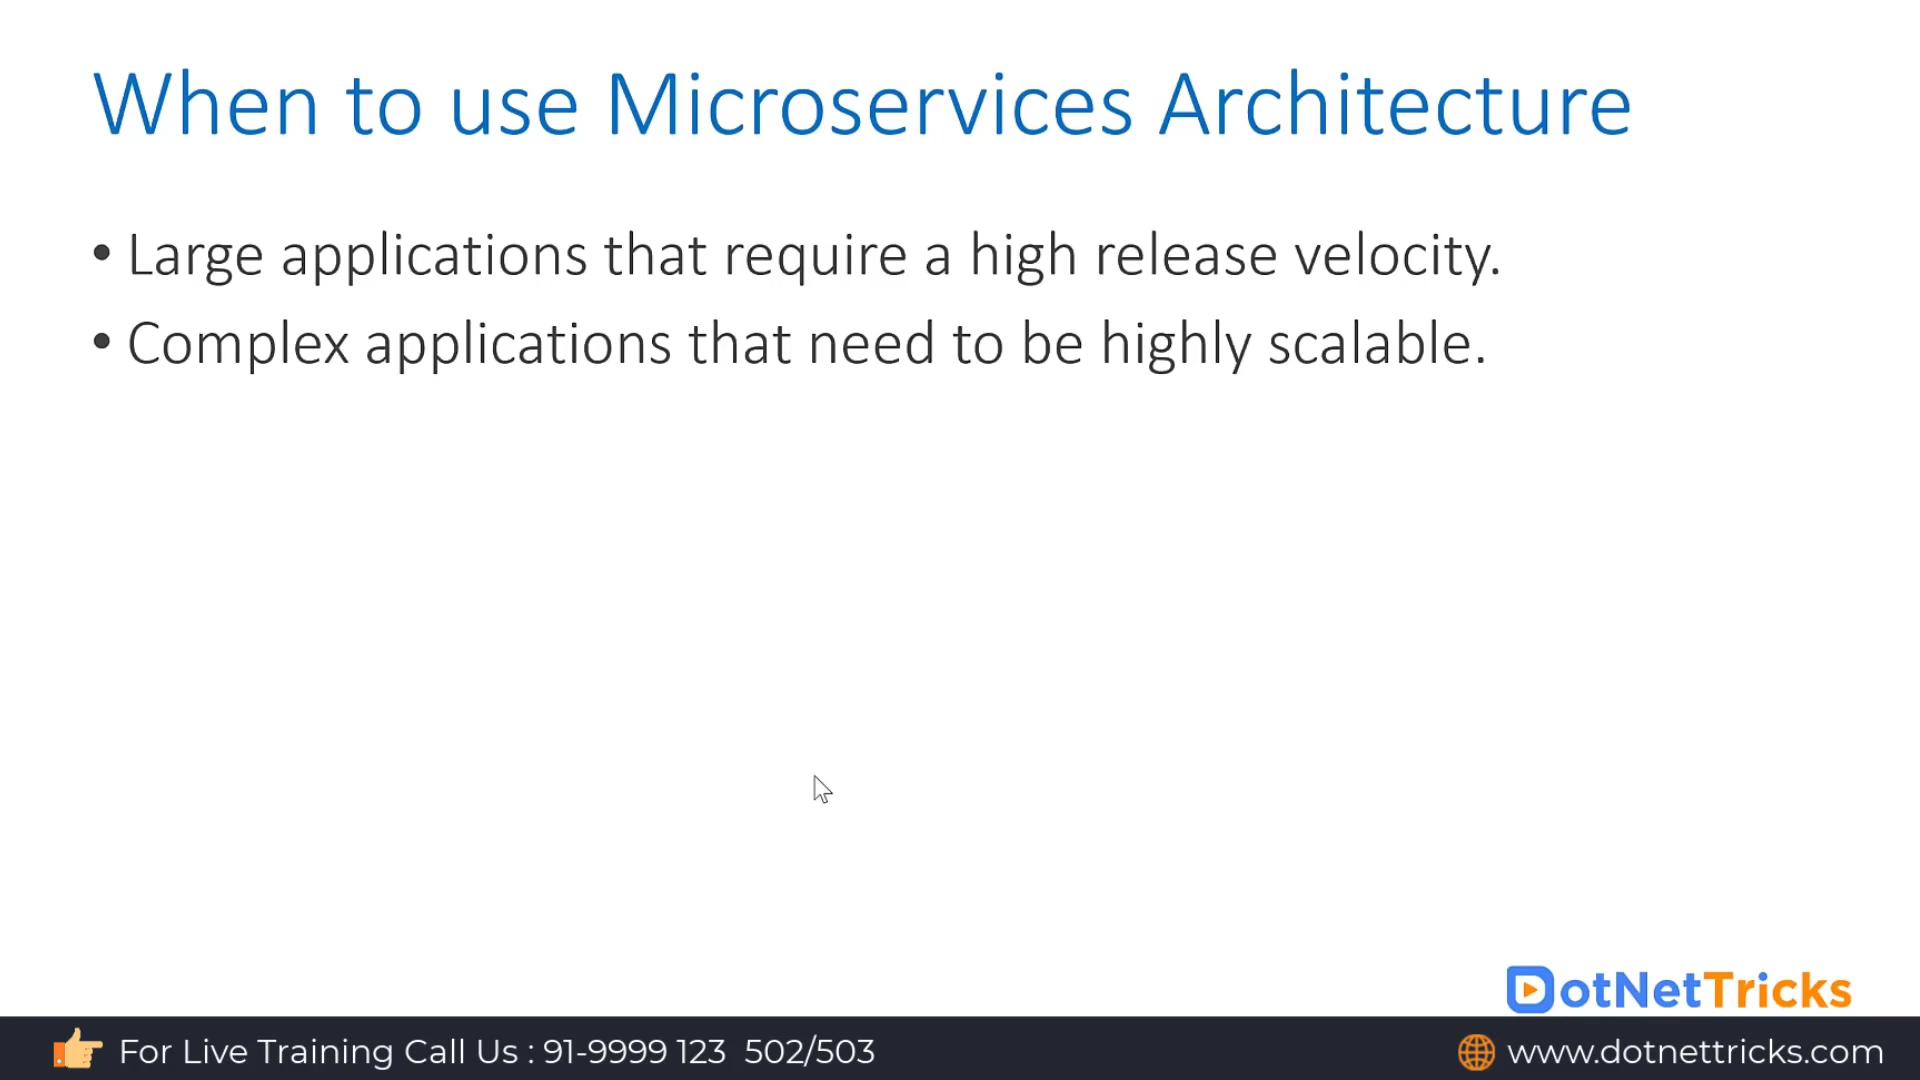 When to use Microservices Architecture
• Large applications that require a high release velocity.
• Complex applications that need to be highly scalable.
DotNetTricks
For Live Training Call Us : 91-9999 123 502/503
www.dotnettricks.com